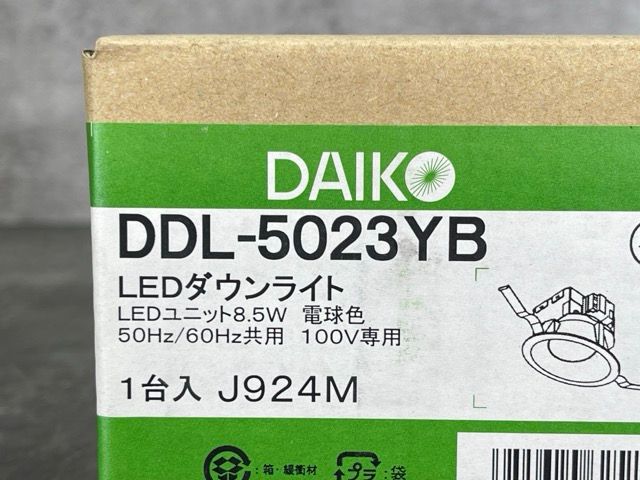 DAIKO
DDL-5023YB
LEDダウンライト
LEDユニット8.5W 電球色
50Hz/60Hz共用 100V専用
1台入 J924M
:箱・緩衝材
プラ :袋